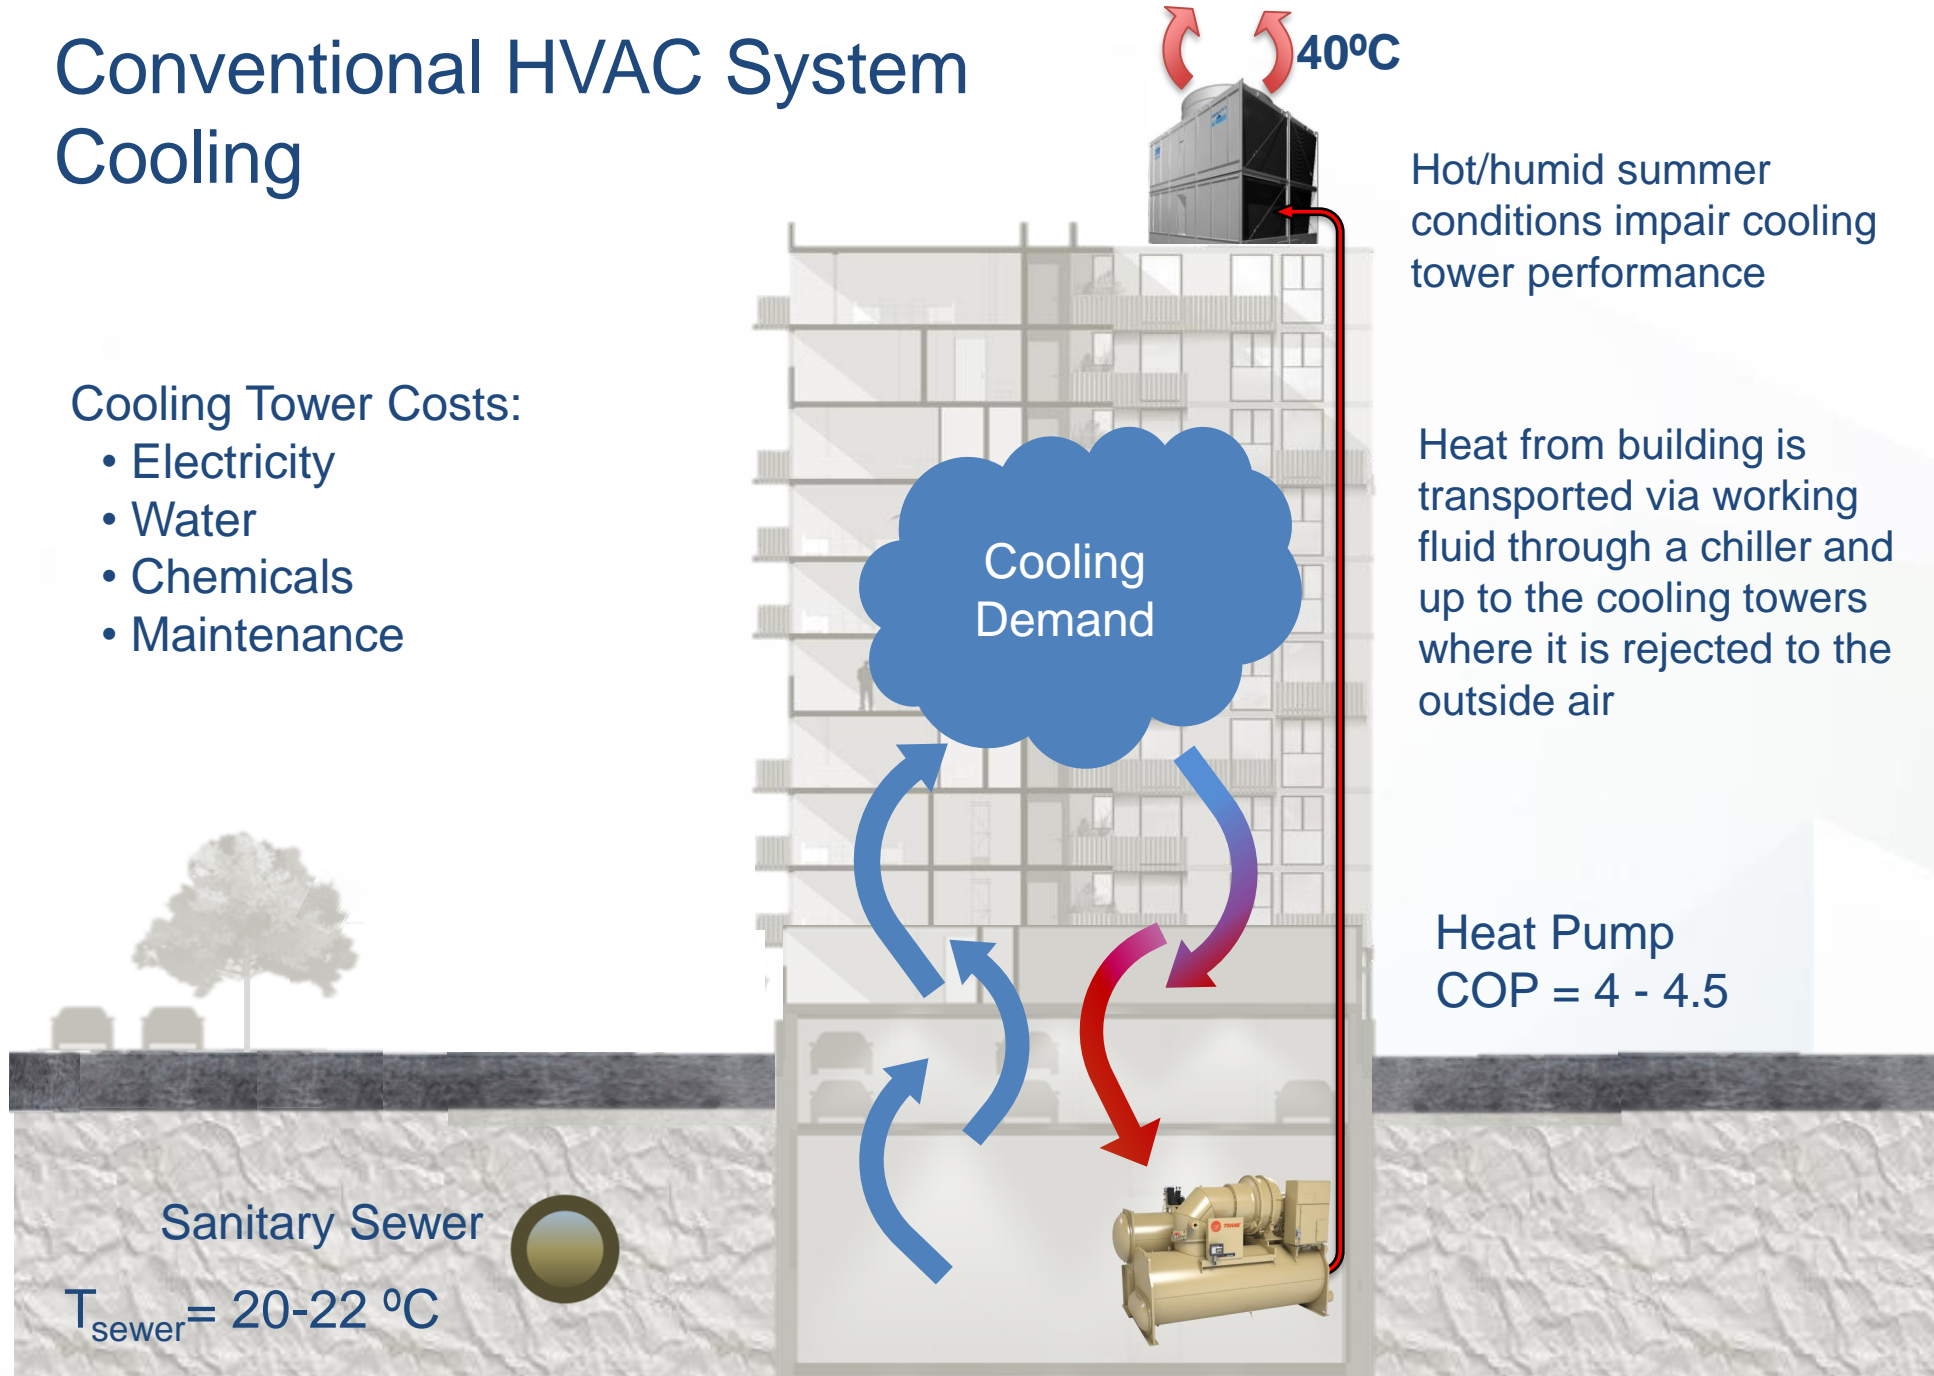 Conventional HVAC System
Cooling
40ºC
Hot/humid summer
conditions impair cooling
tower performance
Cooling Tower Costs:
• Electricity
• Water
• Chemicals
• Maintenance
Heat from building is
transported via working
fluid through a chiller and
up to the cooling towers
where it is rejected to the
outside air
Cooling
Demand
Heat Pump
COP = 4 - 4.5
TRANE
Sanitary Sewer
Tsewer= 20-22 ºC